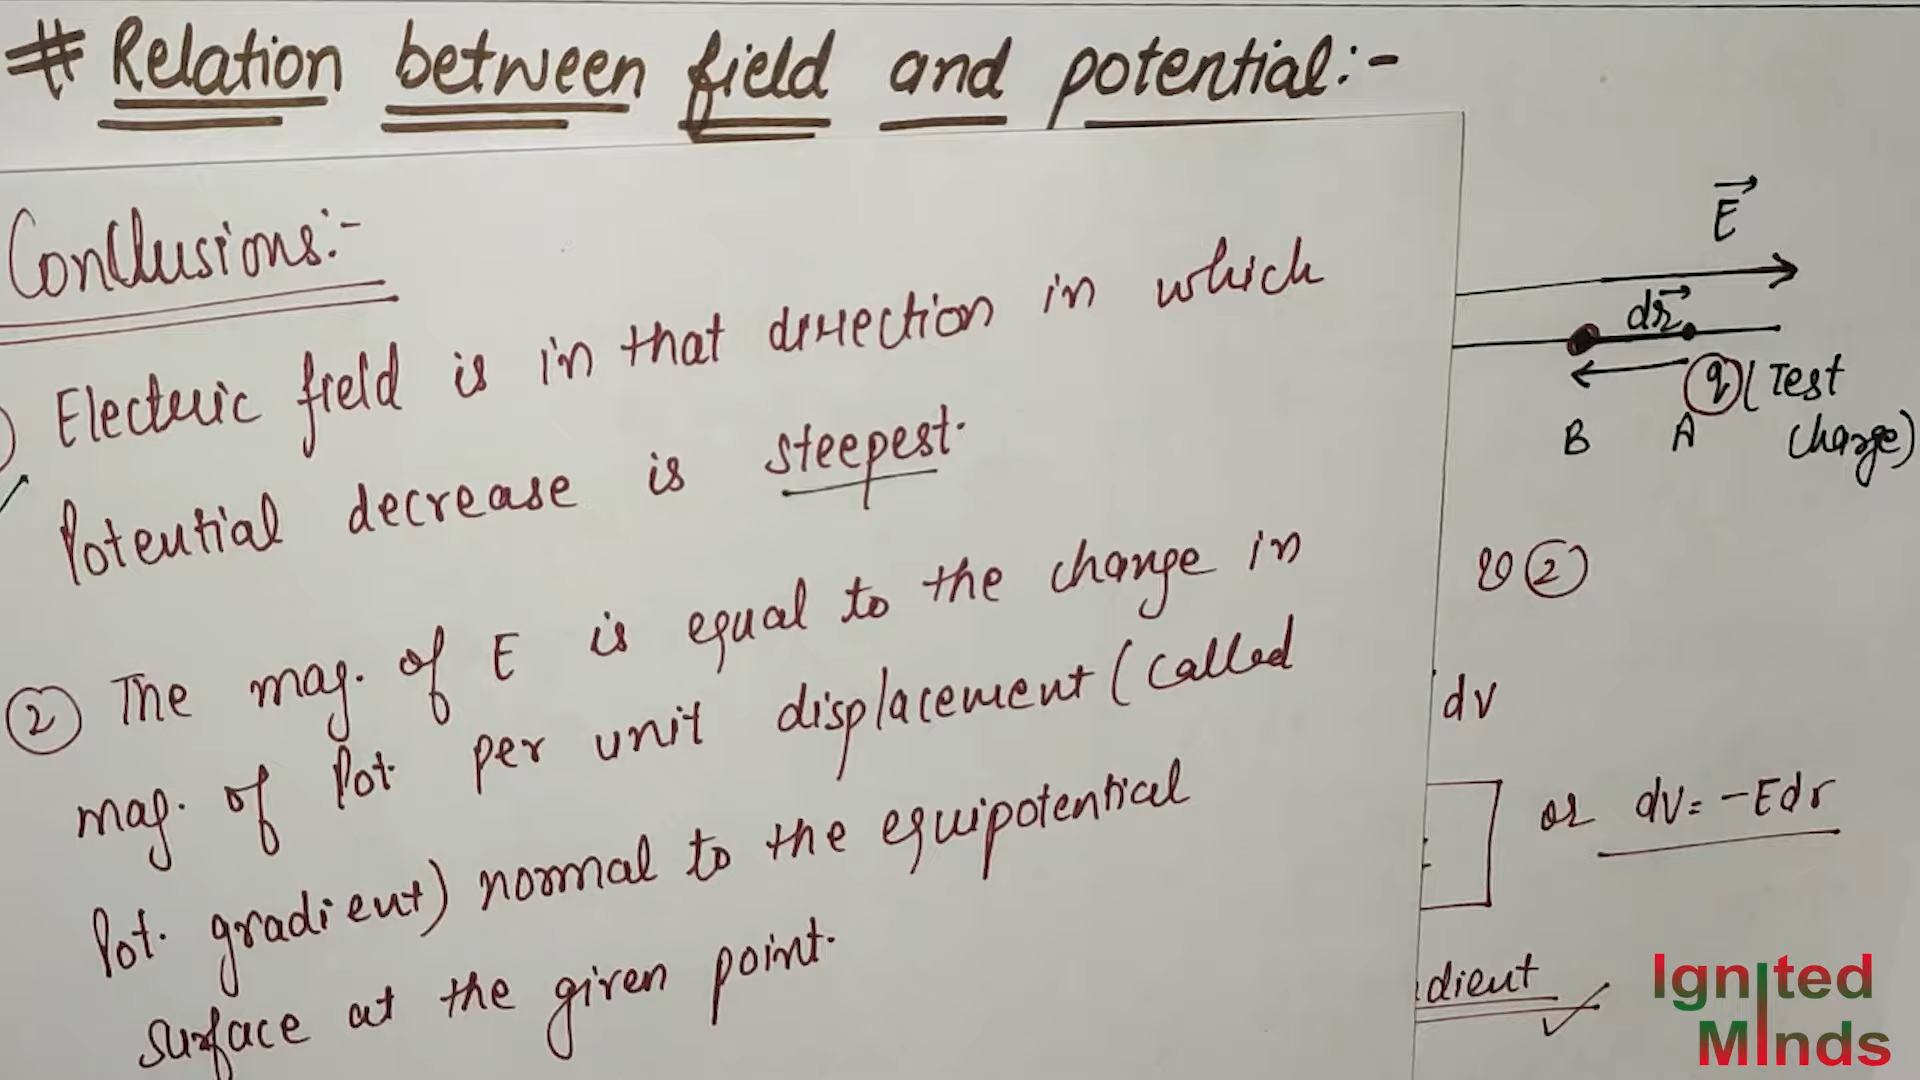 # Relation between field and potential:-
Conclusions:-
Electric field is in that direction in which
Potential decrease is steepest.
② The mag. of E is equal to the change in
mag. of Pot. per unit displacement (called
Pot. gradient) normal to the equipotential
surface at the given point.
E
dr
q (Test
B A charge)
②
dv
or dv = -Edr
dient
Ignited
Minds